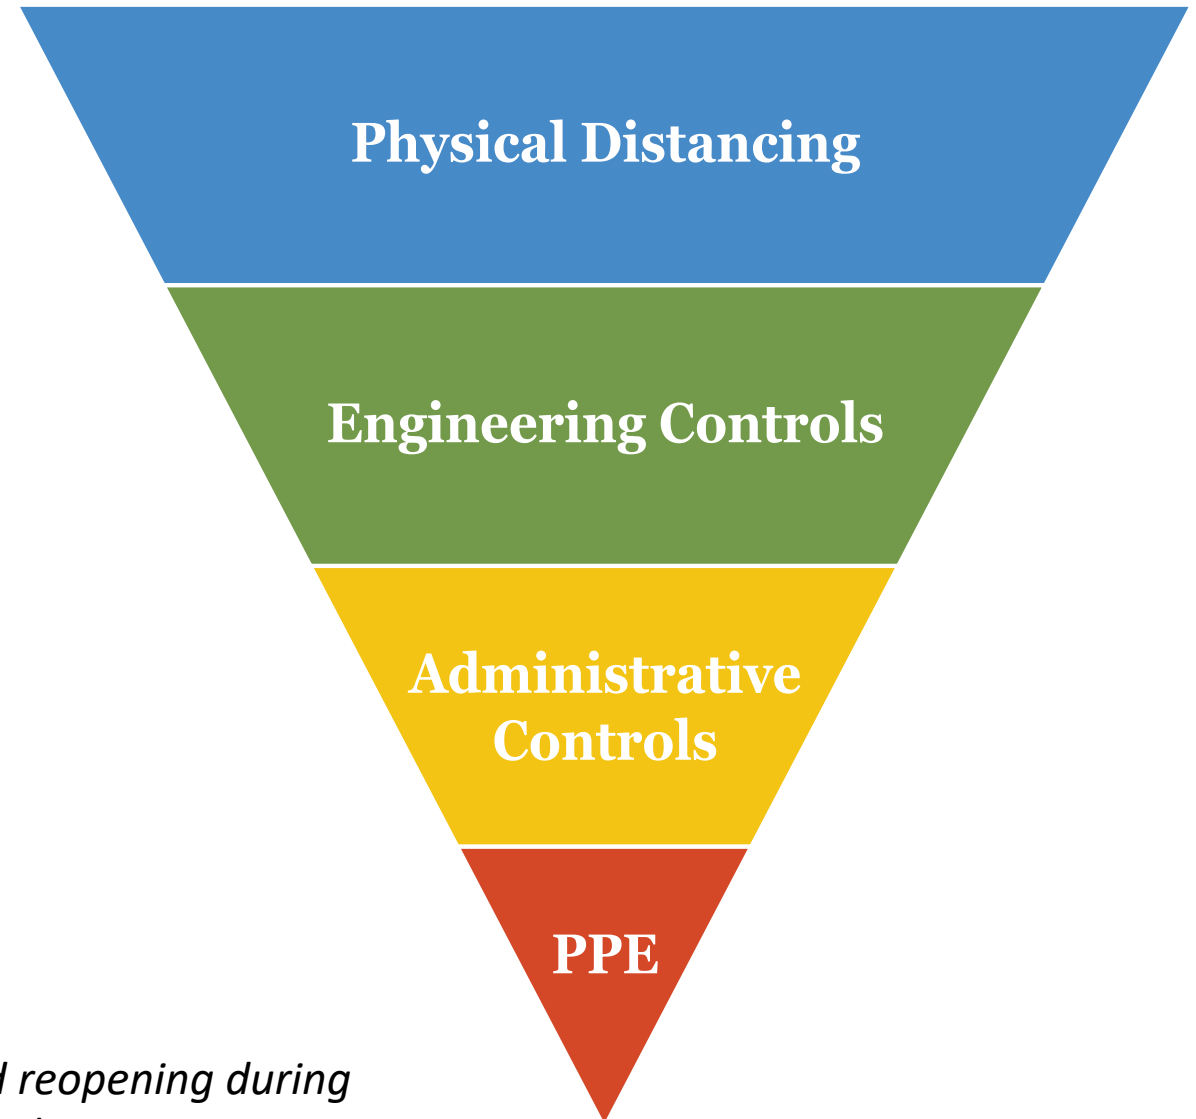 Physical Distancing
Engineering Controls
Administrative
Controls
PPE
reopening during